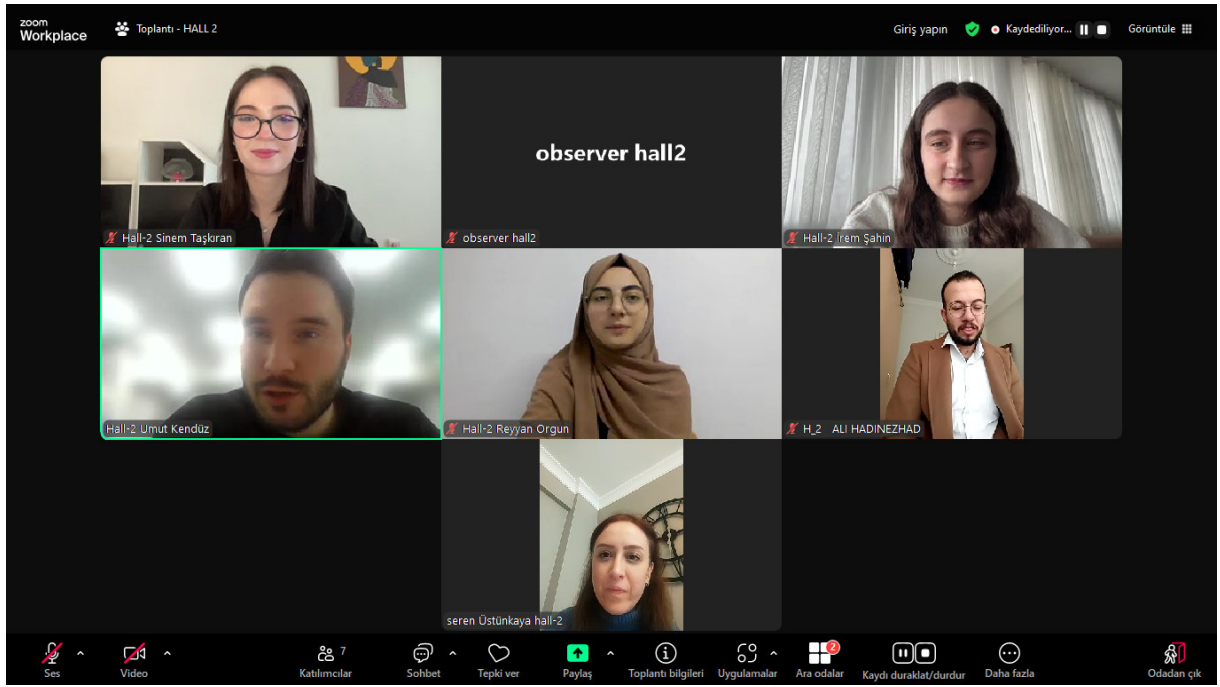 zoom
Workplace
Toplantı - HALL 2
Giriş yapın
Kaydediliyor...
Görüntüle
Hall-2 Sinem Taşkıran
observer hall2
observer hall2
Hall-2 İrem Şahin
Hall-2 Umut Kendüz
Hall-2 Reyyan Orgun
H_2 ALI HADINEZHAD
seren Üstünkaya hall-2
Ses
Video
Katılımcılar
7
Sohbet
Tepki ver
Paylaş
Toplantı bilgileri
Uygulamalar
Ara odalar
2
Kaydı duraklat/durdur
Daha fazla
Odadan çık